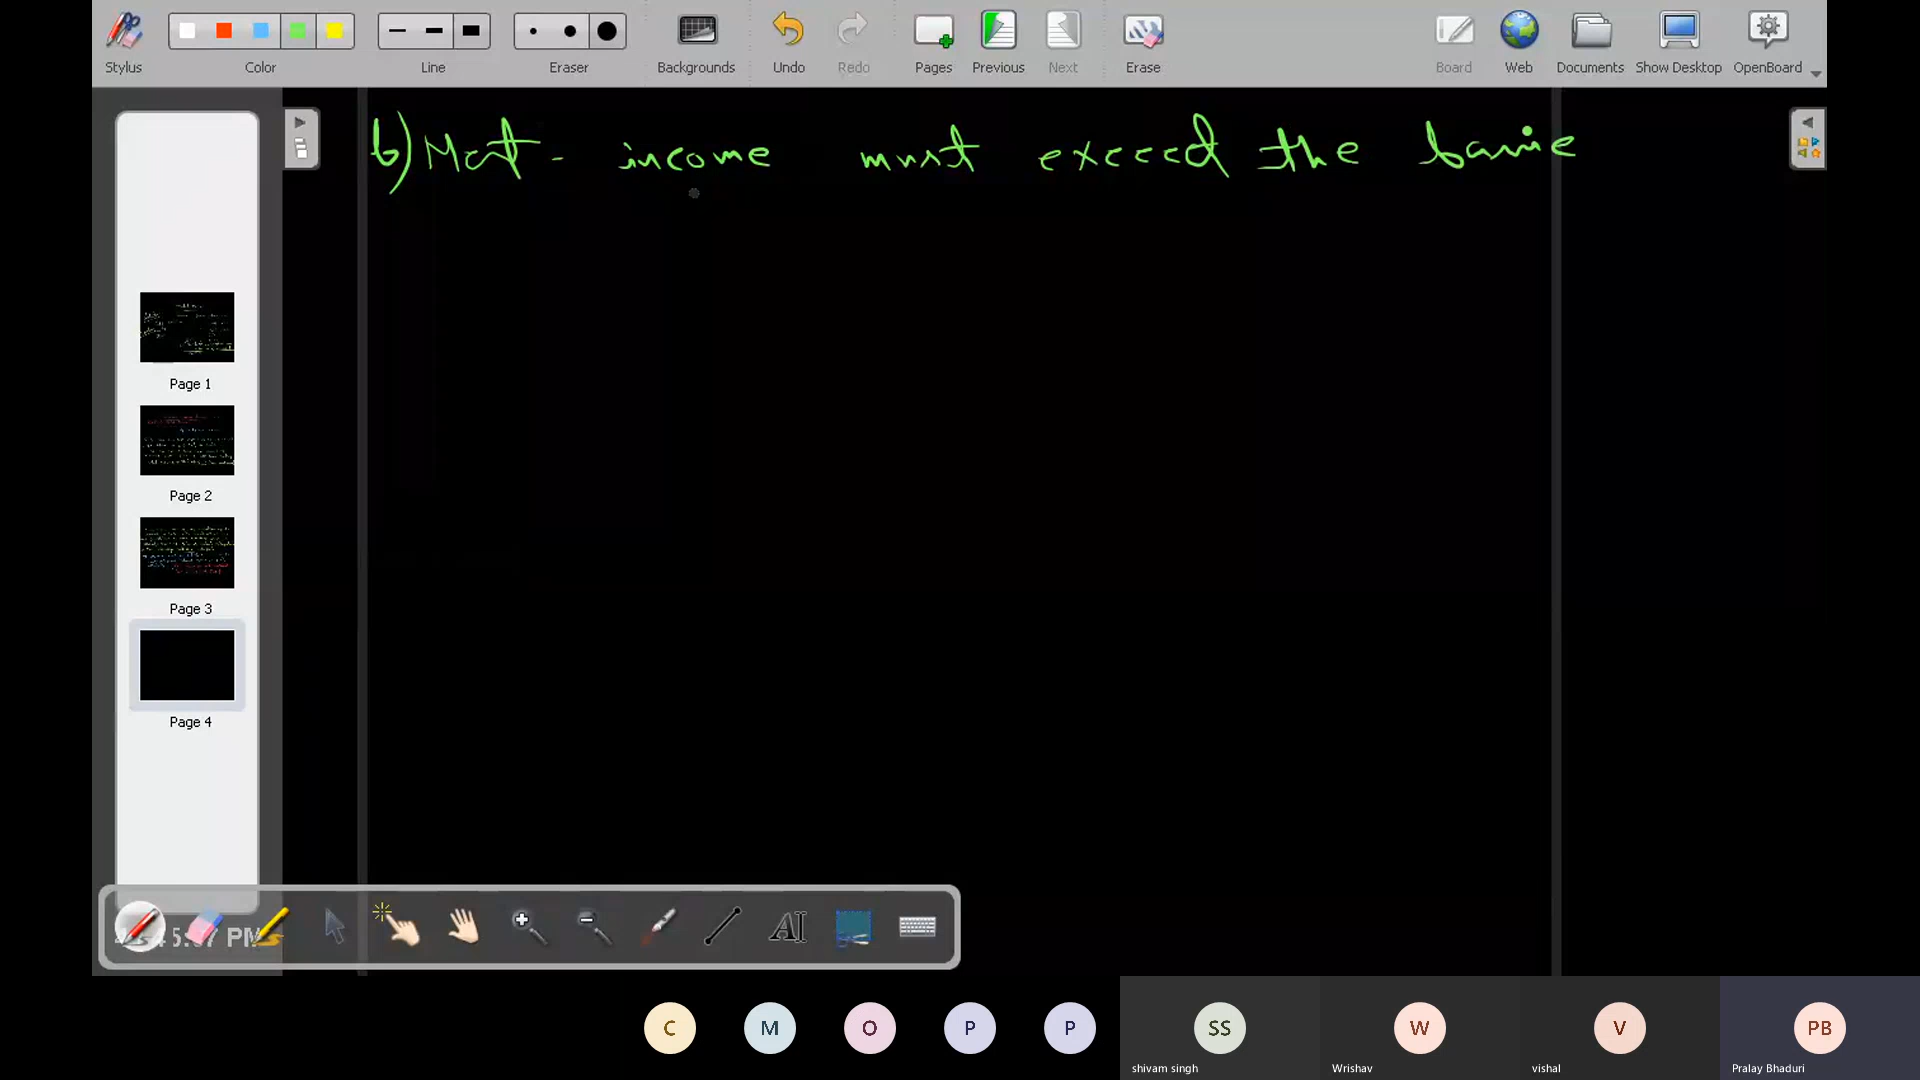 Stylus
Color
Line
Eraser
Backgrounds
Undo
Redo
Pages
Previous
Next
Erase
Board
Web
Documents
Show Desktop
OpenBoard
b) Mat - income must exceed the basic
Page 1
Page 2
Page 3
Page 4
PM
AI
C
M
O
P
P
SS
W
V
PB
shivam singh
Wrishav
vishal
Pralay Bhaduri